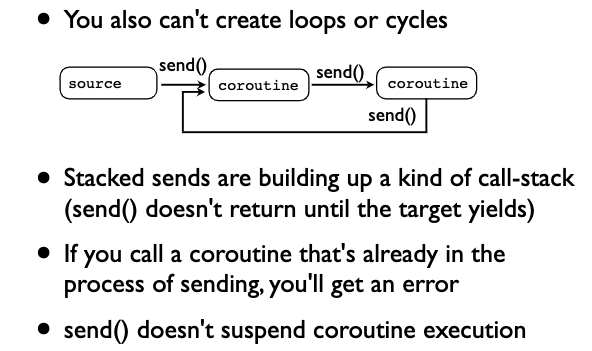 • You also can't create loops or cycles
send() send()
source coroutine coroutine
send()
• Stacked sends are building up a kind of call-stack
(send() doesn't return until the target yields)
• If you call a coroutine that's already in the
process of sending, you'll get an error
• send() doesn't suspend coroutine execution